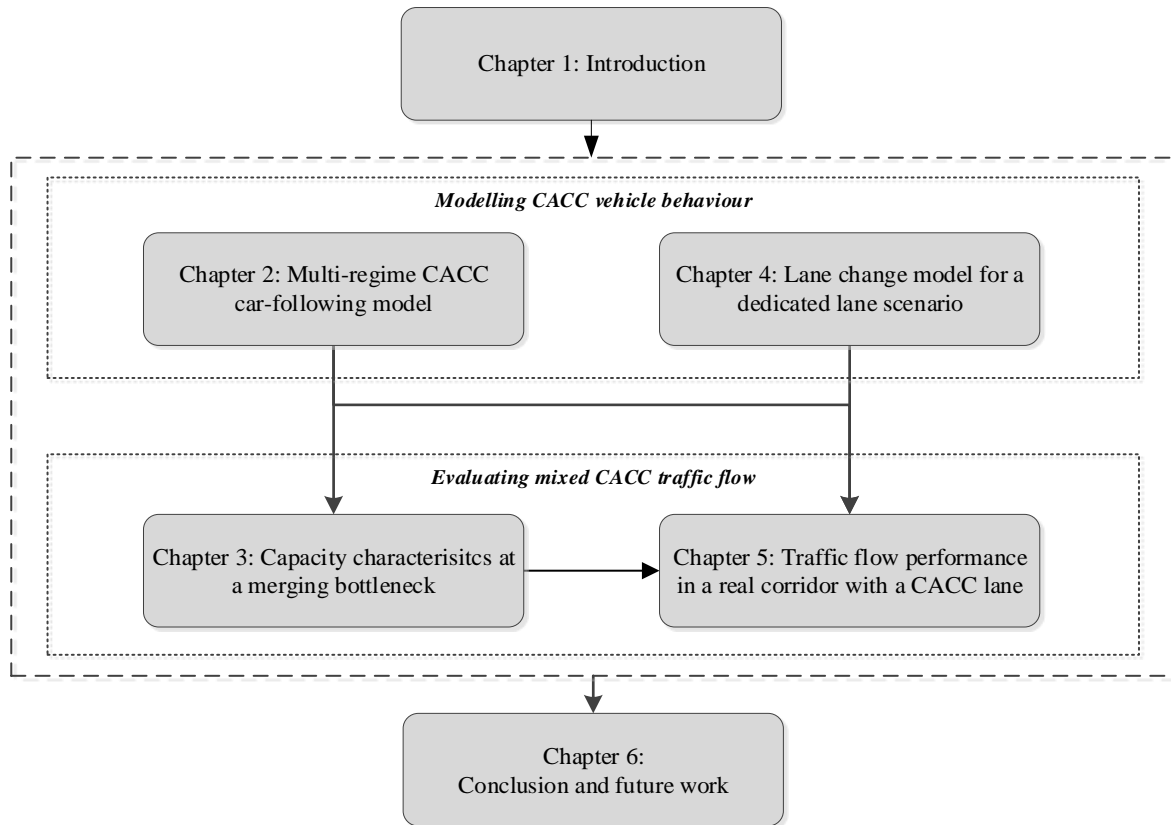 Chapter 1: Introduction
Modelling CACC vehicle behaviour
Chapter 2: Multi-regime CACC
car-following model
Chapter 4: Lane change model for a
dedicated lane scenario
Evaluating mixed CACC traffic flow
Chapter 3: Capacity characterisitcs at
a merging bottleneck
Chapter 5: Traffic flow performance
in a real corridor with a CACC lane
Chapter 6:
Conclusion and future work